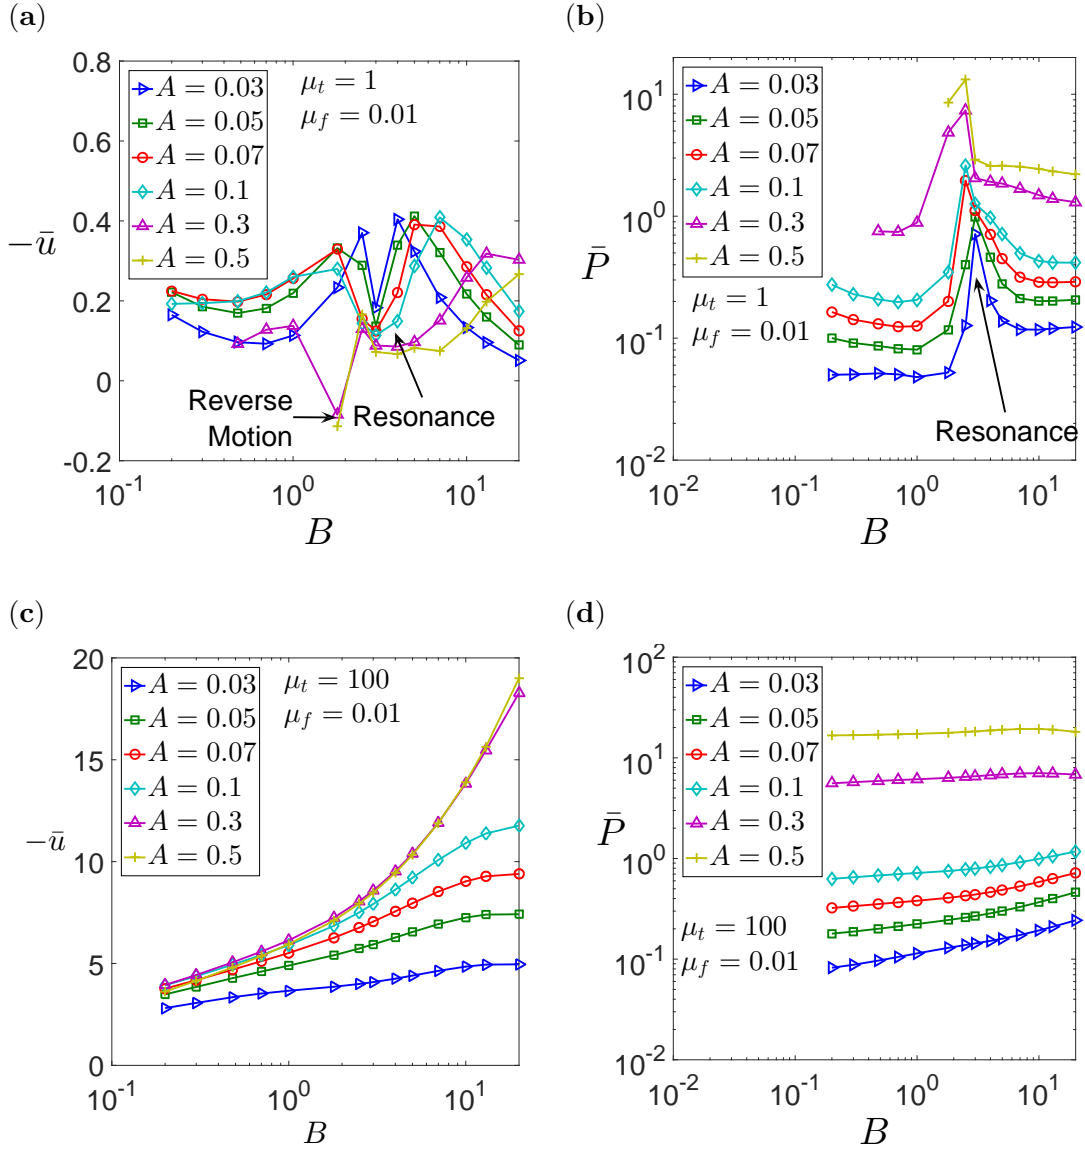 (a)
0.8
0.6
0.4
0.2
0
-0.2
−ū
A = 0.03
A = 0.05
A = 0.07
A = 0.1
A = 0.3
A = 0.5
μt = 1
μf = 0.01
Reverse
Motion
Resonance
10⁻¹
10⁰
10¹
B
(b)
10¹
10⁰
10⁻¹
10⁻²
P̄
A = 0.03
A = 0.05
A = 0.07
A = 0.1
A = 0.3
A = 0.5
μt = 1
μf = 0.01
Resonance
10⁻²
10⁻¹
10⁰
10¹
B
(c)
20
15
10
5
0
−ū
A = 0.03
A = 0.05
A = 0.07
A = 0.1
A = 0.3
A = 0.5
μt = 100
μf = 0.01
10⁻¹
10⁰
10¹
B
(d)
10²
10¹
10⁰
10⁻¹
10⁻²
P̄
A = 0.03
A = 0.05
A = 0.07
A = 0.1
A = 0.3
A = 0.5
μt = 100
μf = 0.01
10⁻²
10⁻¹
10⁰
10¹
B